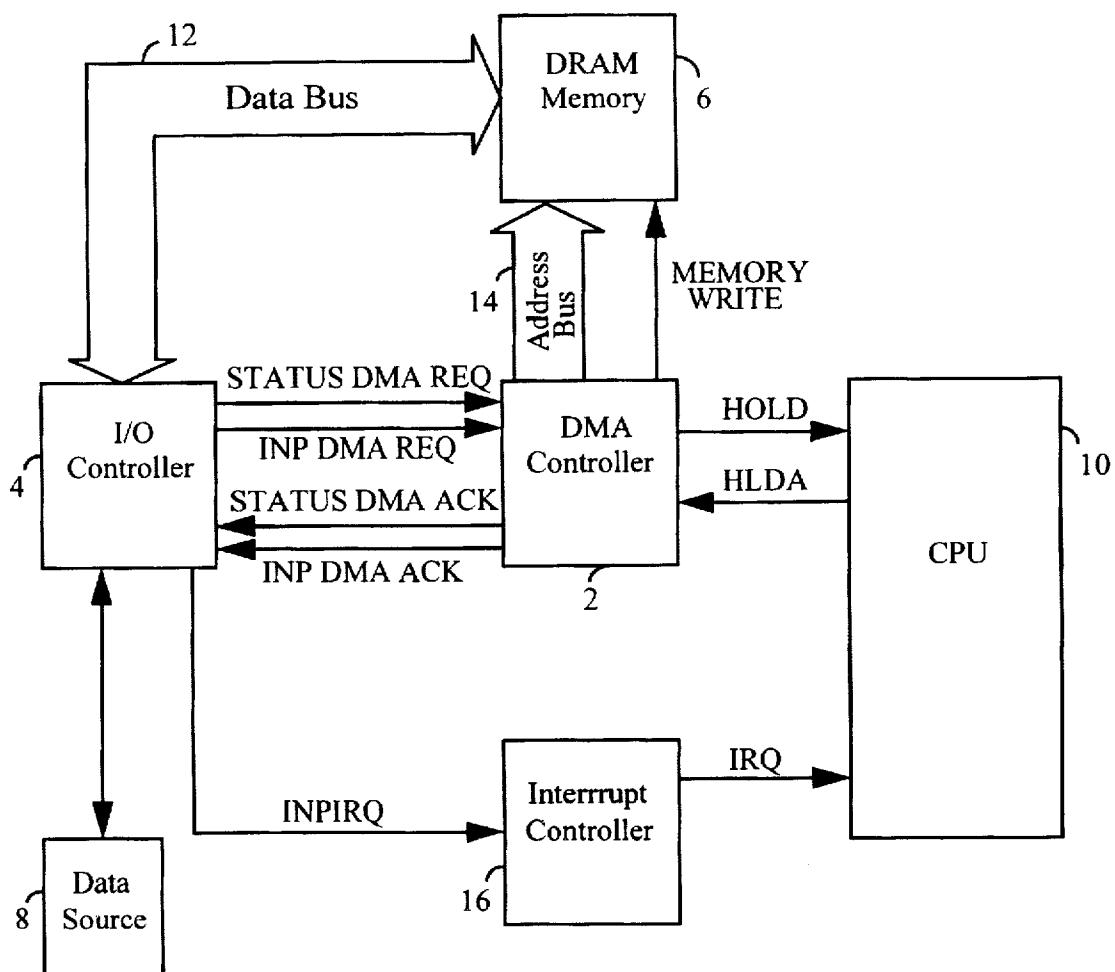 12
Data Bus
DRAM
Memory
6
14
Address
Bus
MEMORY
WRITE
STATUS DMA REQ
INP DMA REQ
STATUS DMA ACK
INP DMA ACK
I/O
Controller
4
DMA
Controller
2
HOLD
HLDA
CPU
10
INPIRQ
Interrrupt
Controller
16
IRQ
Data
Source
8